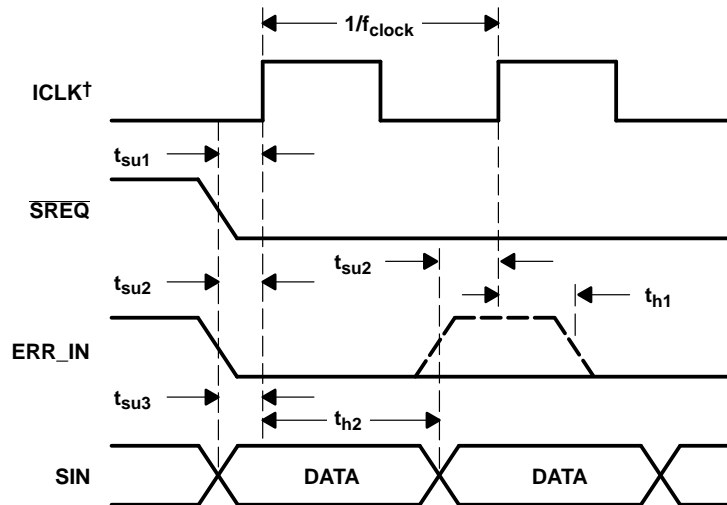 1/fclock
ICLK†
tsu1
SREQ
tsu2
tsu2
th1
ERR_IN
tsu3
th2
SIN
DATA
DATA